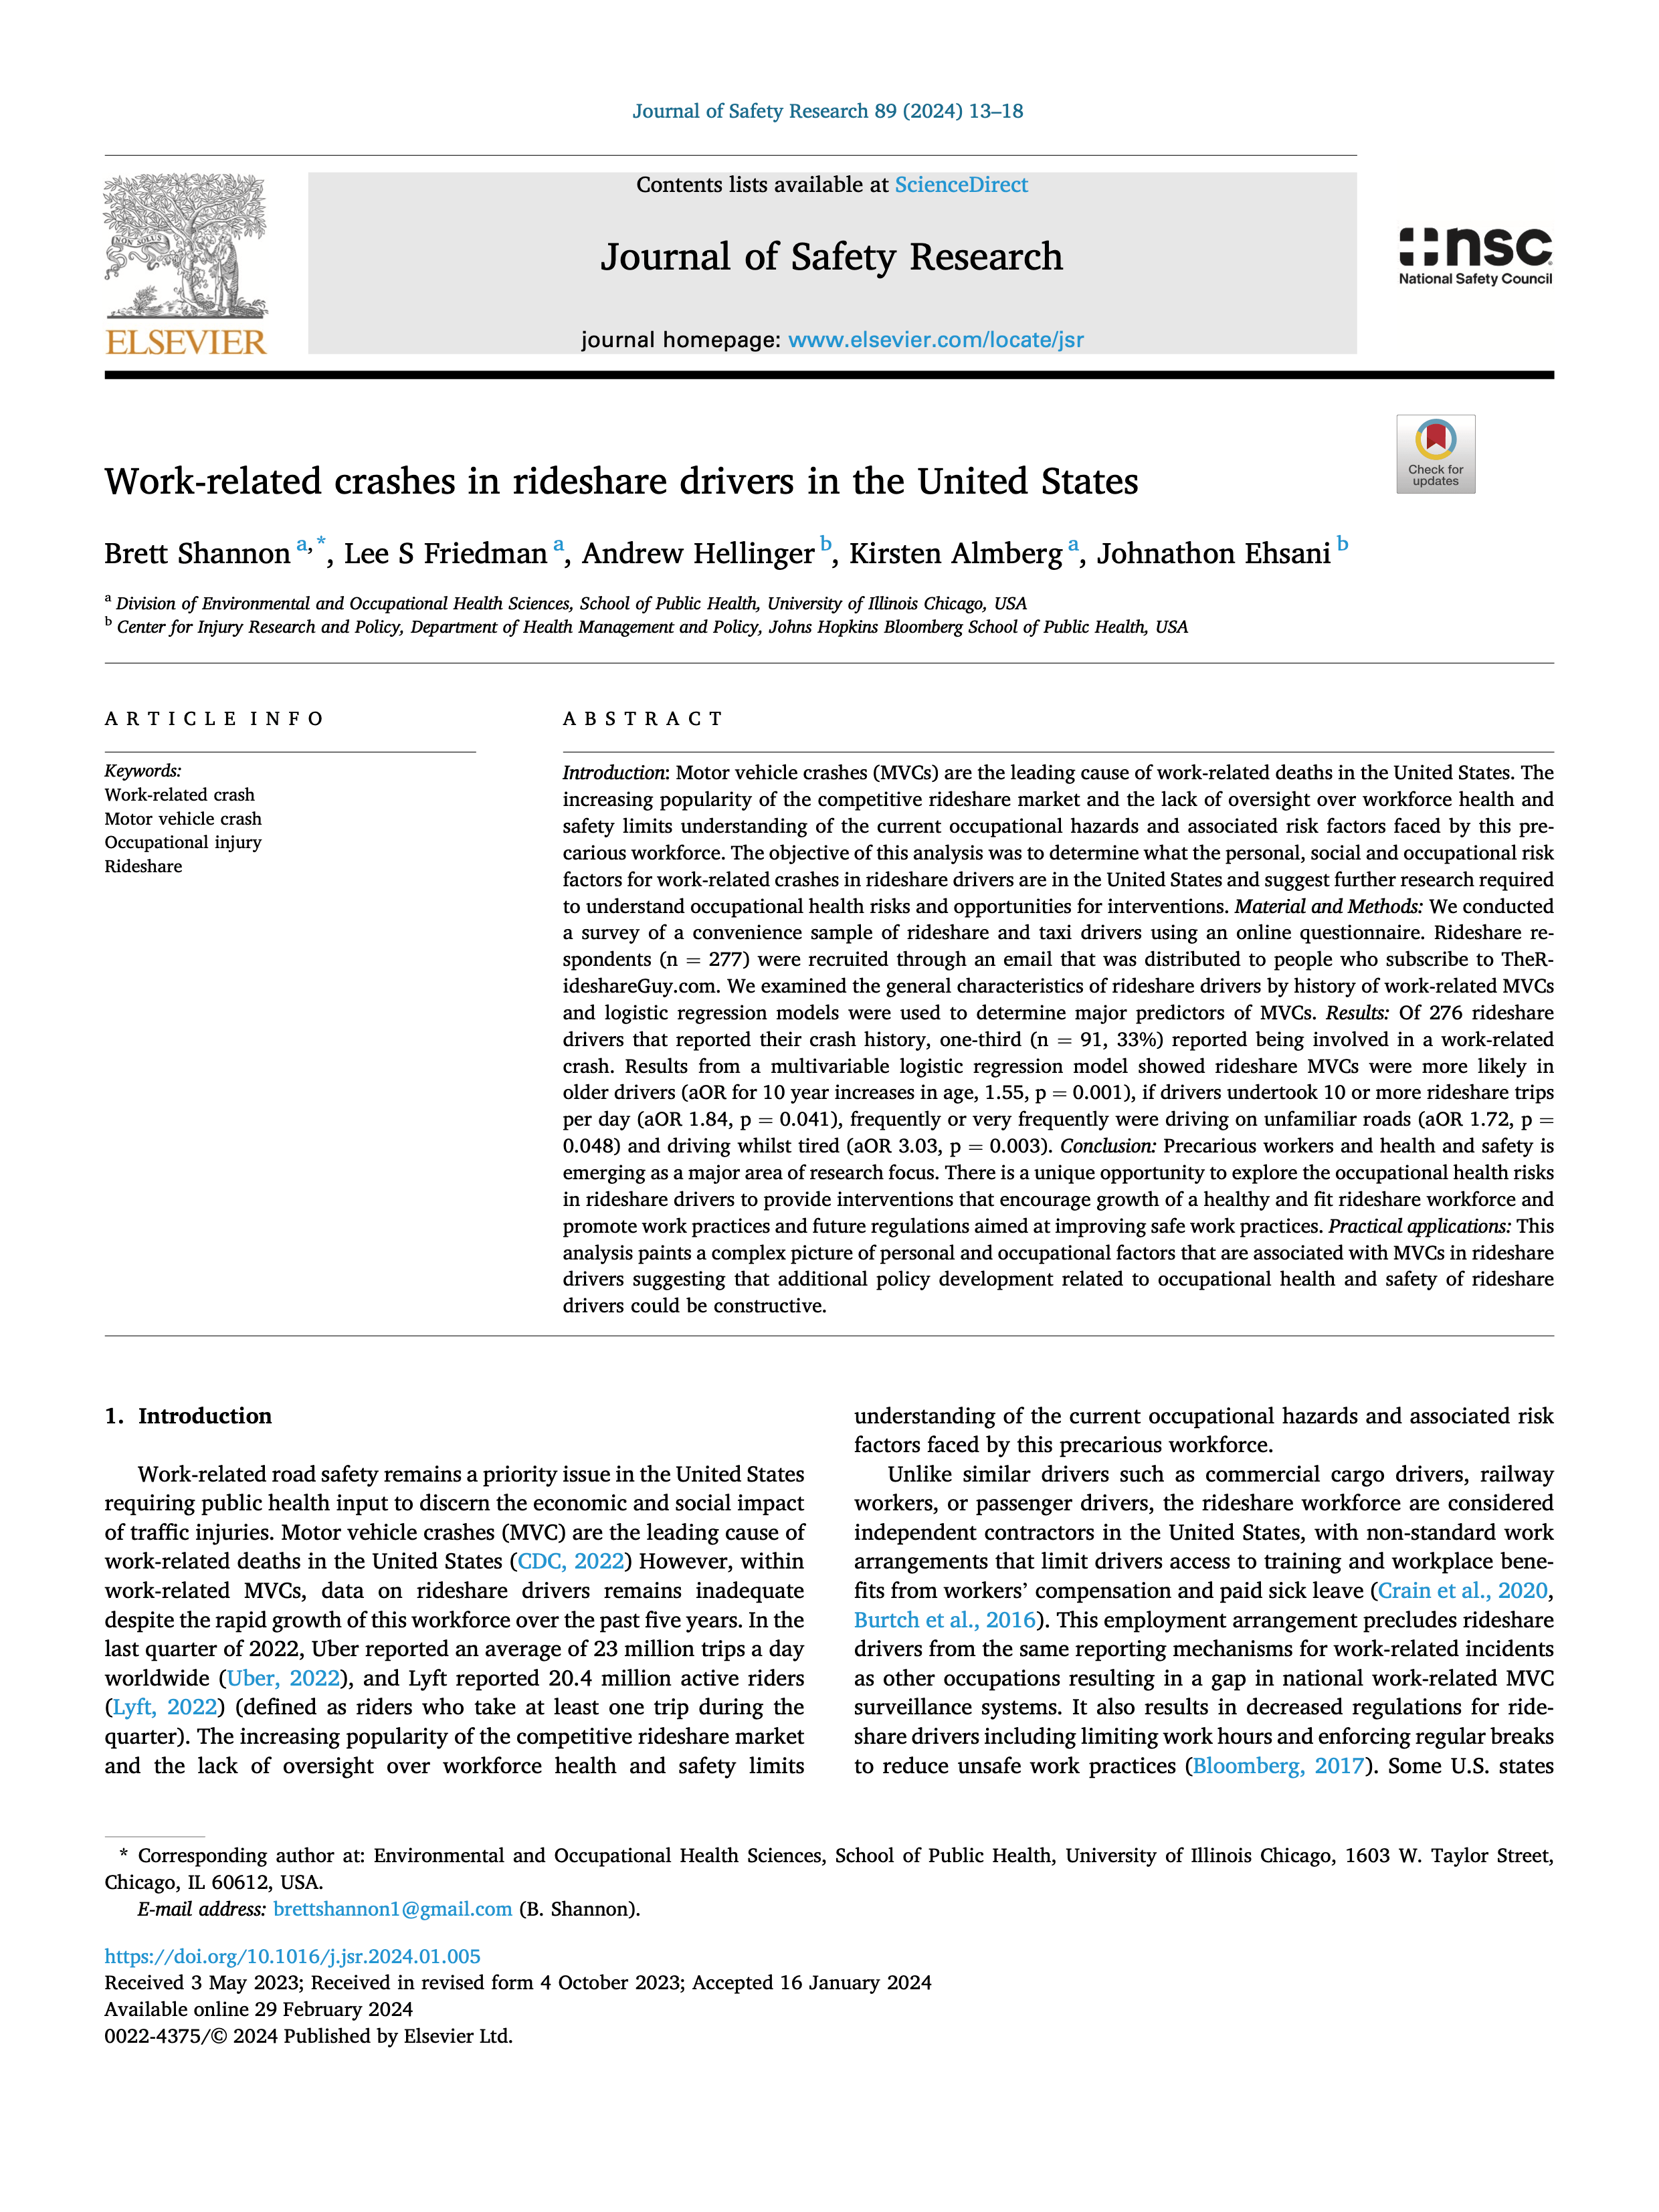 Journal of Safety Research 89 (2024) 13–18
Contents lists available at ScienceDirect
Journal of Safety Research
journal homepage: www.elsevier.com/locate/jsr
NON SOLUS
ELSEVIER
nsc
National Safety Council
Check for
updates
Work-related crashes in rideshare drivers in the United States
Brett Shannon a,*, Lee S Friedman a, Andrew Hellinger b, Kirsten Almberg a, Johnathon Ehsani b
a Division of Environmental and Occupational Health Sciences, School of Public Health, University of Illinois Chicago, USA
b Center for Injury Research and Policy, Department of Health Management and Policy, Johns Hopkins Bloomberg School of Public Health, USA
A R T I C L E I N F O
Keywords:
Work-related crash
Motor vehicle crash
Occupational injury
Rideshare
A B S T R A C T
Introduction: Motor vehicle crashes (MVCs) are the leading cause of work-related deaths in the United States. The
increasing popularity of the competitive rideshare market and the lack of oversight over workforce health and
safety limits understanding of the current occupational hazards and associated risk factors faced by this pre-
carious workforce. The objective of this analysis was to determine what the personal, social and occupational risk
factors for work-related crashes in rideshare drivers are in the United States and suggest further research required
to understand occupational health risks and opportunities for interventions. Material and Methods: We conducted
a survey of a convenience sample of rideshare and taxi drivers using an online questionnaire. Rideshare re-
spondents (n = 277) were recruited through an email that was distributed to people who subscribe to TheR-
ideshareGuy.com. We examined the general characteristics of rideshare drivers by history of work-related MVCs
and logistic regression models were used to determine major predictors of MVCs. Results: Of 276 rideshare
drivers that reported their crash history, one-third (n = 91, 33%) reported being involved in a work-related
crash. Results from a multivariable logistic regression model showed rideshare MVCs were more likely in
older drivers (aOR for 10 year increases in age, 1.55, p = 0.001), if drivers undertook 10 or more rideshare trips
per day (aOR 1.84, p = 0.041), frequently or very frequently were driving on unfamiliar roads (aOR 1.72, p =
0.048) and driving whilst tired (aOR 3.03, p = 0.003). Conclusion: Precarious workers and health and safety is
emerging as a major area of research focus. There is a unique opportunity to explore the occupational health risks
in rideshare drivers to provide interventions that encourage growth of a healthy and fit rideshare workforce and
promote work practices and future regulations aimed at improving safe work practices. Practical applications: This
analysis paints a complex picture of personal and occupational factors that are associated with MVCs in rideshare
drivers suggesting that additional policy development related to occupational health and safety of rideshare
drivers could be constructive.
1. Introduction
Work-related road safety remains a priority issue in the United States
requiring public health input to discern the economic and social impact
of traffic injuries. Motor vehicle crashes (MVC) are the leading cause of
work-related deaths in the United States (CDC, 2022) However, within
work-related MVCs, data on rideshare drivers remains inadequate
despite the rapid growth of this workforce over the past five years. In the
last quarter of 2022, Uber reported an average of 23 million trips a day
worldwide (Uber, 2022), and Lyft reported 20.4 million active riders
(Lyft, 2022) (defined as riders who take at least one trip during the
quarter). The increasing popularity of the competitive rideshare market
and the lack of oversight over workforce health and safety limits
understanding of the current occupational hazards and associated risk
factors faced by this precarious workforce.
Unlike similar drivers such as commercial cargo drivers, railway
workers, or passenger drivers, the rideshare workforce are considered
independent contractors in the United States, with non-standard work
arrangements that limit drivers access to training and workplace bene-
fits from workers’ compensation and paid sick leave (Crain et al., 2020,
Burtch et al., 2016). This employment arrangement precludes rideshare
drivers from the same reporting mechanisms for work-related incidents
as other occupations resulting in a gap in national work-related MVC
surveillance systems. It also results in decreased regulations for ride-
share drivers including limiting work hours and enforcing regular breaks
to reduce unsafe work practices (Bloomberg, 2017). Some U.S. states
* Corresponding author at: Environmental and Occupational Health Sciences, School of Public Health, University of Illinois Chicago, 1603 W. Taylor Street,
Chicago, IL 60612, USA.
E-mail address: brettshannon1@gmail.com (B. Shannon).
https://doi.org/10.1016/j.jsr.2024.01.005
Received 3 May 2023; Received in revised form 4 October 2023; Accepted 16 January 2024
Available online 29 February 2024
0022-4375/© 2024 Published by Elsevier Ltd.